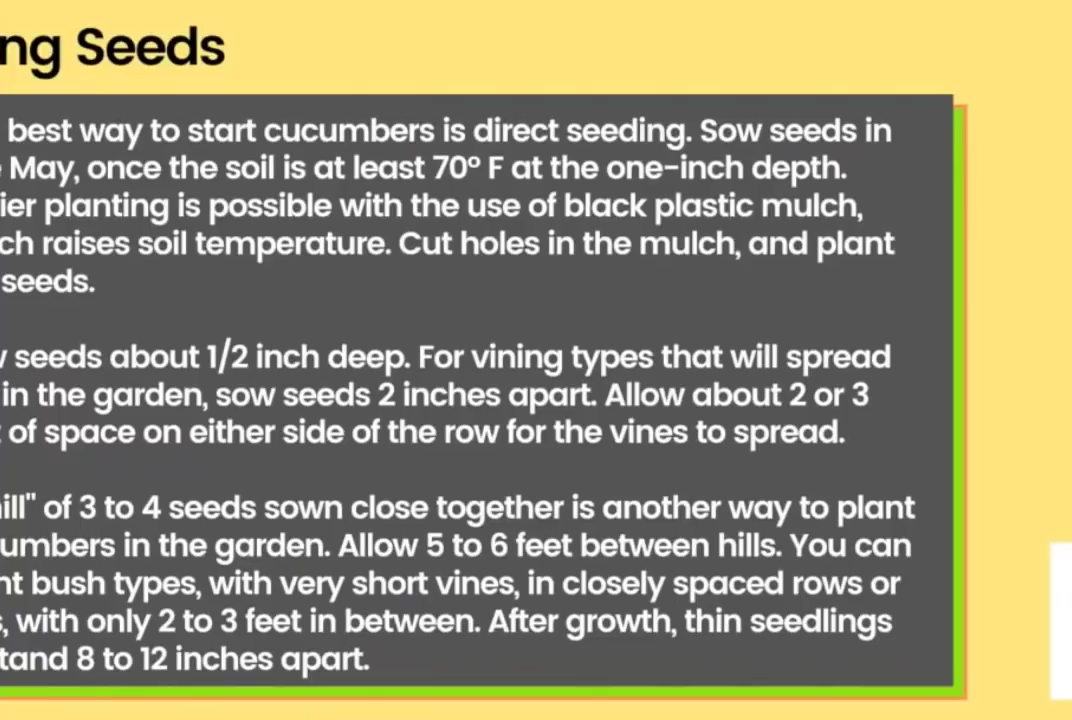 ng Seeds
best way to start cucumbers is direct seeding. Sow seeds in
May, once the soil is at least 70° F at the one-inch depth.
ier planting is possible with the use of black plastic mulch,
ch raises soil temperature. Cut holes in the mulch, and plant
seeds.
seeds about 1/2 inch deep. For vining types that will spread
in the garden, sow seeds 2 inches apart. Allow about 2 or 3
of space on either side of the row for the vines to spread.
ill" of 3 to 4 seeds sown close together is another way to plant
umbers in the garden. Allow 5 to 6 feet between hills. You can
nt bush types, with very short vines, in closely spaced rows or
, with only 2 to 3 feet in between. After growth, thin seedlings
tand 8 to 12 inches apart.